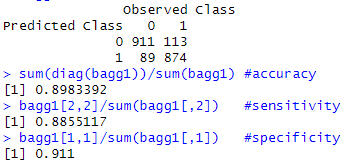 Observed Class
Predicted Class 0 1
0 911 113
1 89 874
> sum(diag(bagg1))/sum(bagg1) #accuracy
[1] 0.8983392
> bagg1[2,2]/sum(bagg1[,2]) #sensitivity
[1] 0.8855117
> bagg1[1,1]/sum(bagg1[,1]) #specificity
[1] 0.911